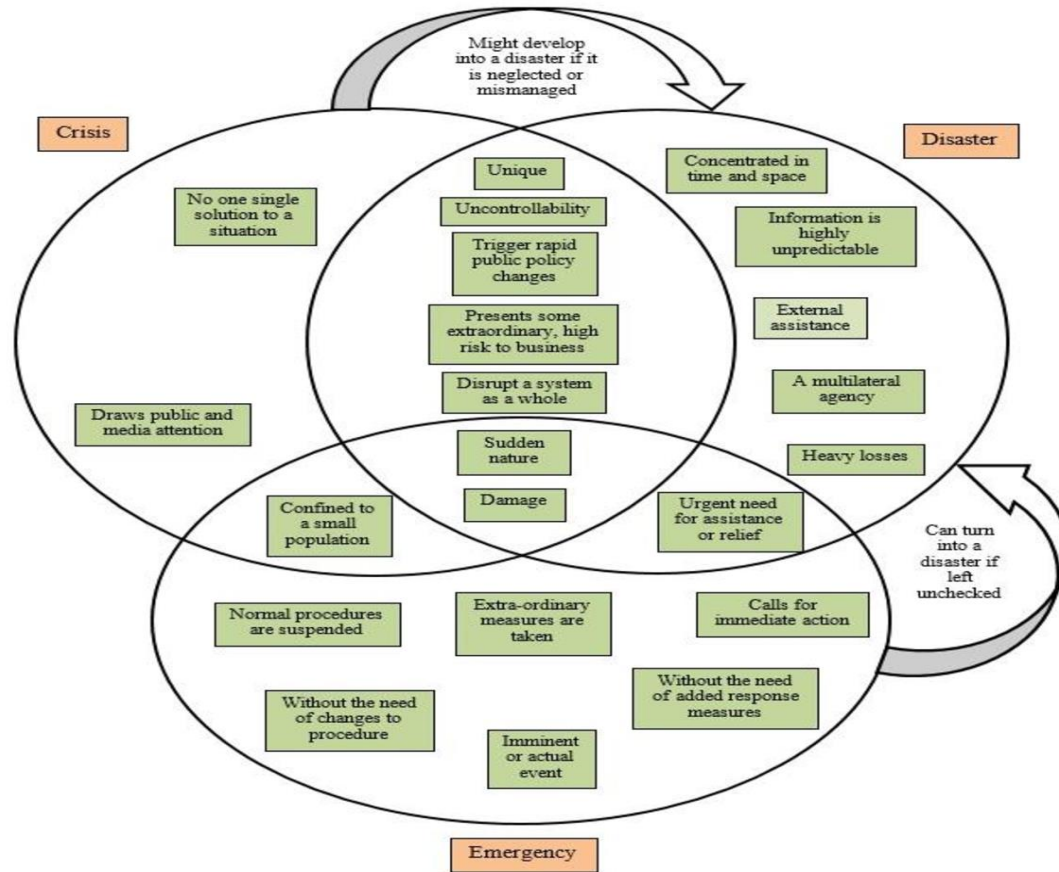 Might develop
into a disaster if it
is neglected or
mismanaged
Crisis
Disaster
No one single
solution to a
situation
Draws public and
media attention
Unique
Uncontrollability
Trigger rapid
public policy
changes
Presents some
extraordinary, high
risk to business
Disrupt a system
as a whole
Concentrated in
time and space
Information is
highly
unpredictable
External
assistance
A multilateral
agency
Heavy losses
Sudden
nature
Damage
Confined to
a small
population
Urgent need
for assistance
or relief
Can turn
into a
disaster if
left
unchecked
Normal procedures
are suspended
Extra-ordinary
measures are
taken
Calls for
immediate action
Without the need
of changes to
procedure
Imminent
or actual
event
Without the need
of added response
measures
Emergency